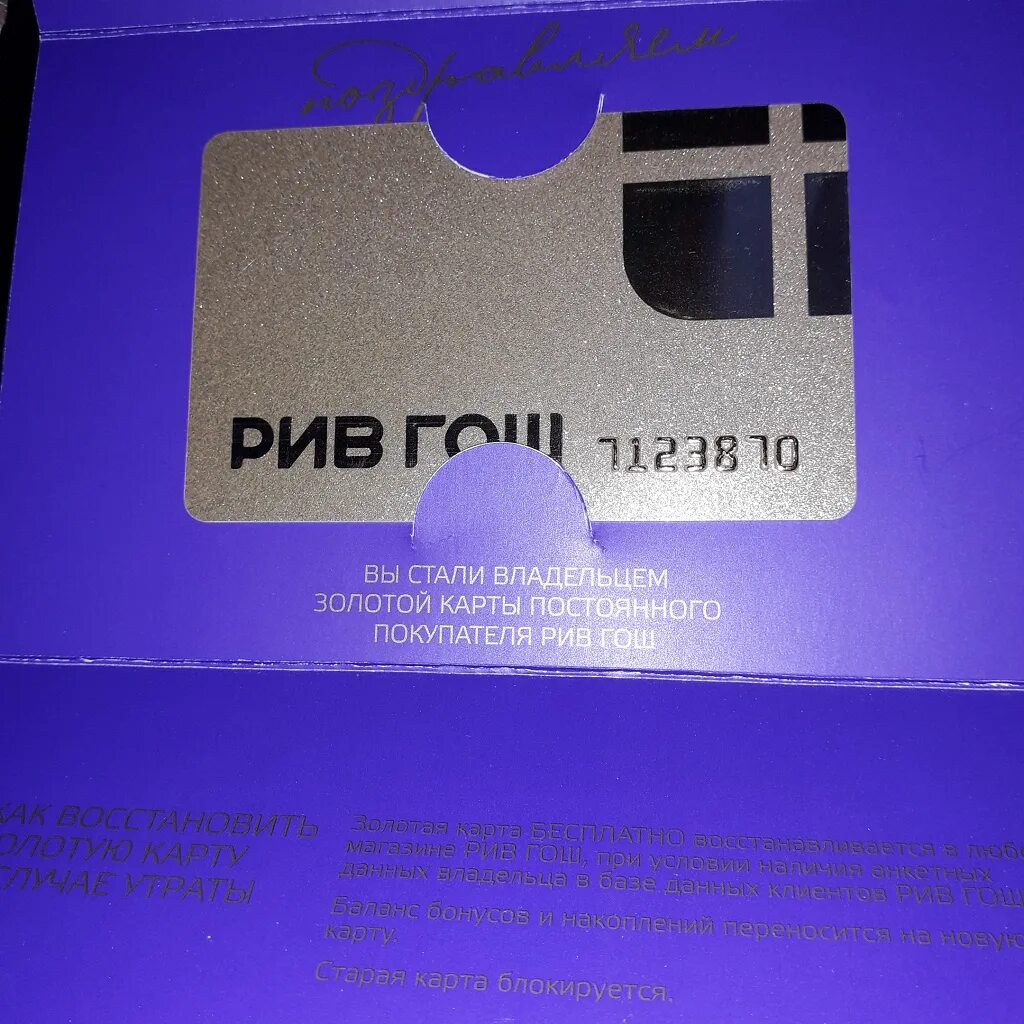 поздравляем
РИВ ГОШ 7123870
ВЫ СТАЛИ ВЛАДЕЛЬЦЕМ
ЗОЛОТОЙ КАРТЫ ПОСТОЯННОГО
ПОКУПАТЕЛЯ РИВ ГОШ
КАК ВОССТАНОВИТЬ
ЗОЛОТУЮ КАРТУ
СЛУЧАЕ УТРАТЫ
Золотая карта БЕСПЛАТНО восстанавливается в любо
магазине РИВ ГОШ, при условии наличия анкетных
данных владельца в базе данных клиентов РИВ ГОШ
Баланс бонусов и накоплений переносится на новую
карту.
Старая карта блокируется.